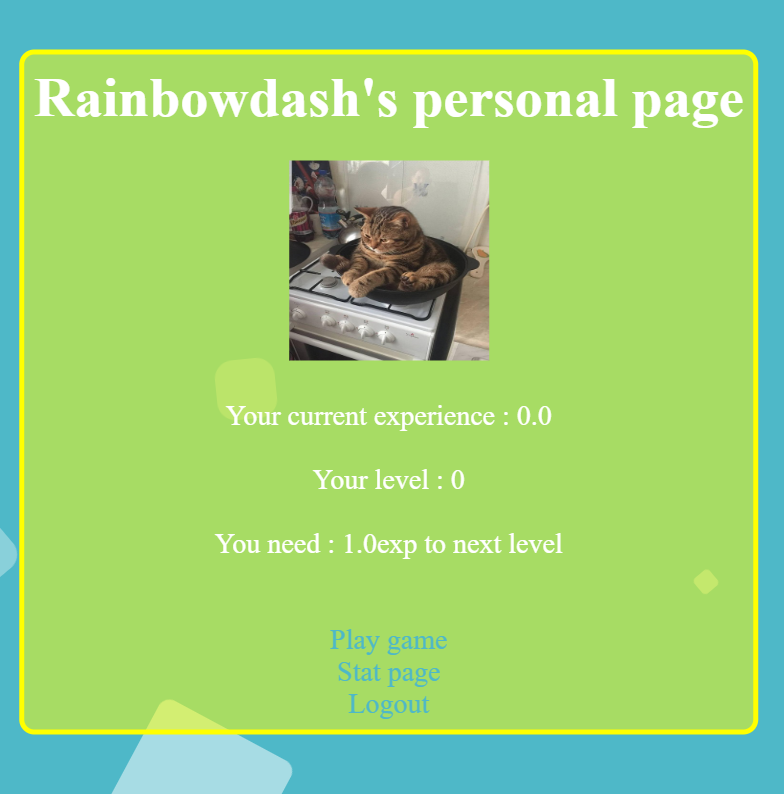 Rainbowdash's personal page
Your current experience : 0.0
Your level : 0
You need : 1.0exp to next level
Play game
Stat page
Logout